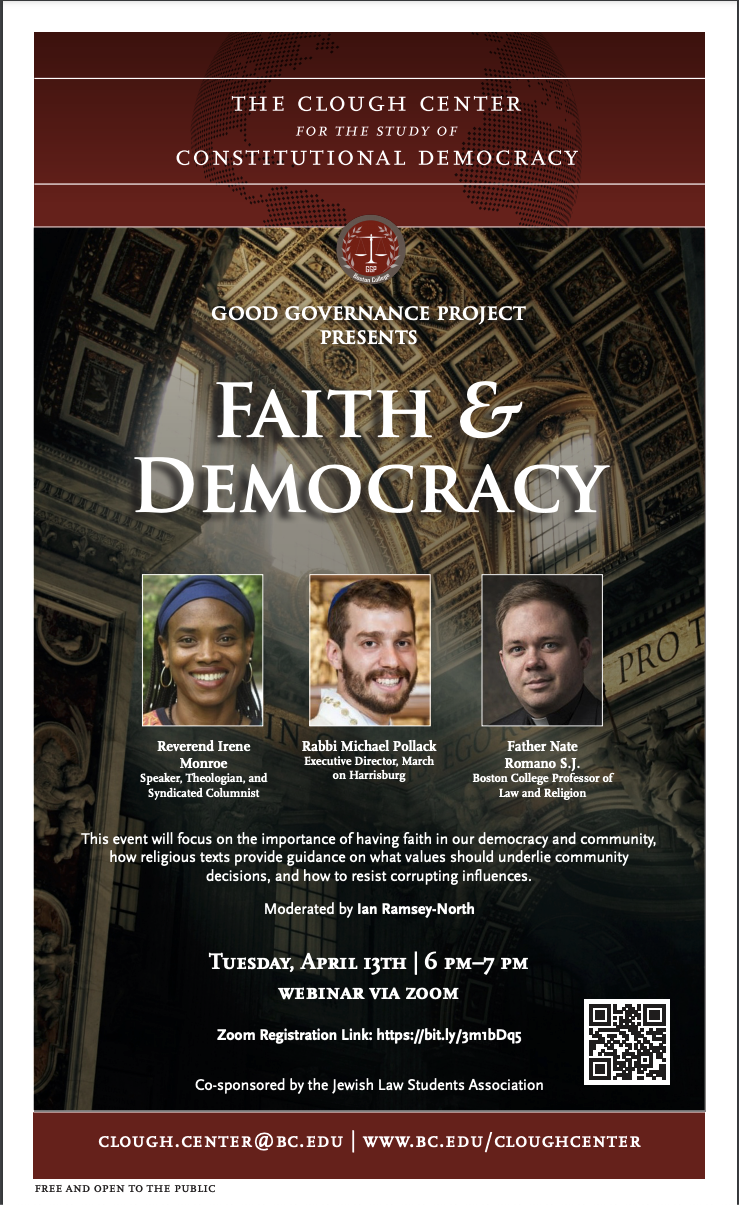 THE CLOUGH CENTER
FOR THE STUDY OF
CONSTITUTIONAL DEMOCRACY
GGP
Boston College
GOOD GOVERNANCE PROJECT
PRESENTS
FAITH &
DEMOCRACY
PRO T
IN
EGO
Reverend Irene
Monroe
Speaker, Theologian, and
Syndicated Columnist
Rabbi Michael Pollack
Executive Director, March
on Harrisburg
Father Nate
Romano S.J.
Boston College Professor of
Law and Religion
This event will focus on the importance of having faith in our democracy and community,
how religious texts provide guidance on what values should underlie community
decisions, and how to resist corrupting influences.
Moderated by Ian Ramsey-North
TUESDAY, APRIL 13TH | 6 PM–7 PM
WEBINAR VIA ZOOM
Zoom Registration Link: https://bit.ly/3m1bDq5
Co-sponsored by the Jewish Law Students Association
CLOUGH.CENTER@BC.EDU | WWW.BC.EDU/CLOUGHCENTER
FREE AND OPEN TO THE PUBLIC